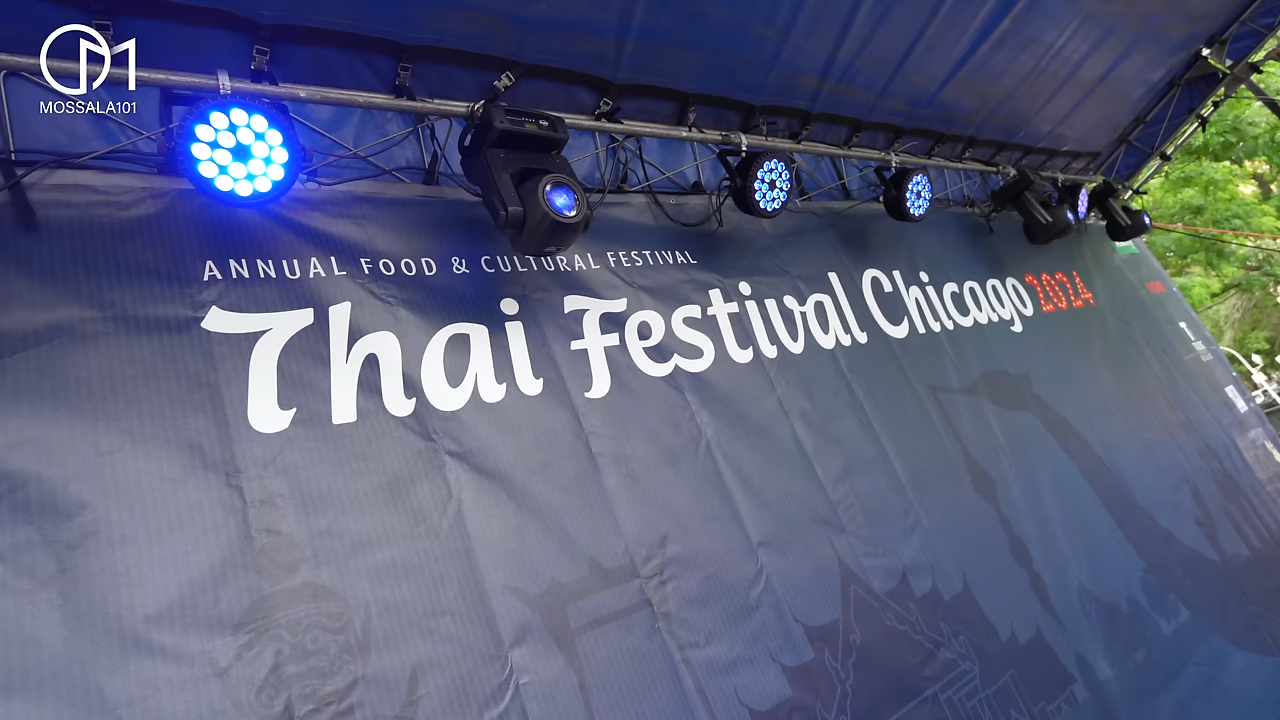 MOSSALA101
ANNUAL FOOD & CULTURAL FESTIVAL
Thai Festival Chicago 2024